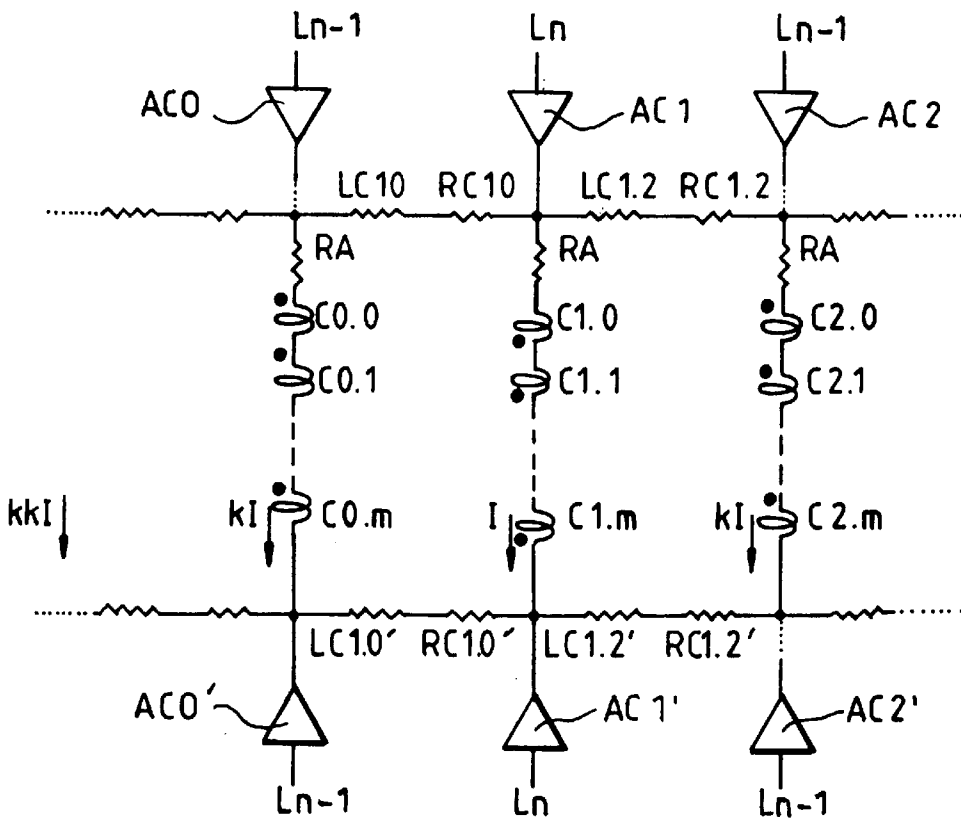 Ln-1 Ln Ln-1
AC0 AC1 AC2
LC10 RC10 LC1.2 RC1.2
RA RA RA
C0.0 C1.0 C2.0
C0.1 C1.1 C2.1
kkI kI C0.m I C1.m kI C2.m
LC1.0' RC1.0' LC1.2' RC1.2'
AC0' AC1' AC2'
Ln-1 Ln Ln-1